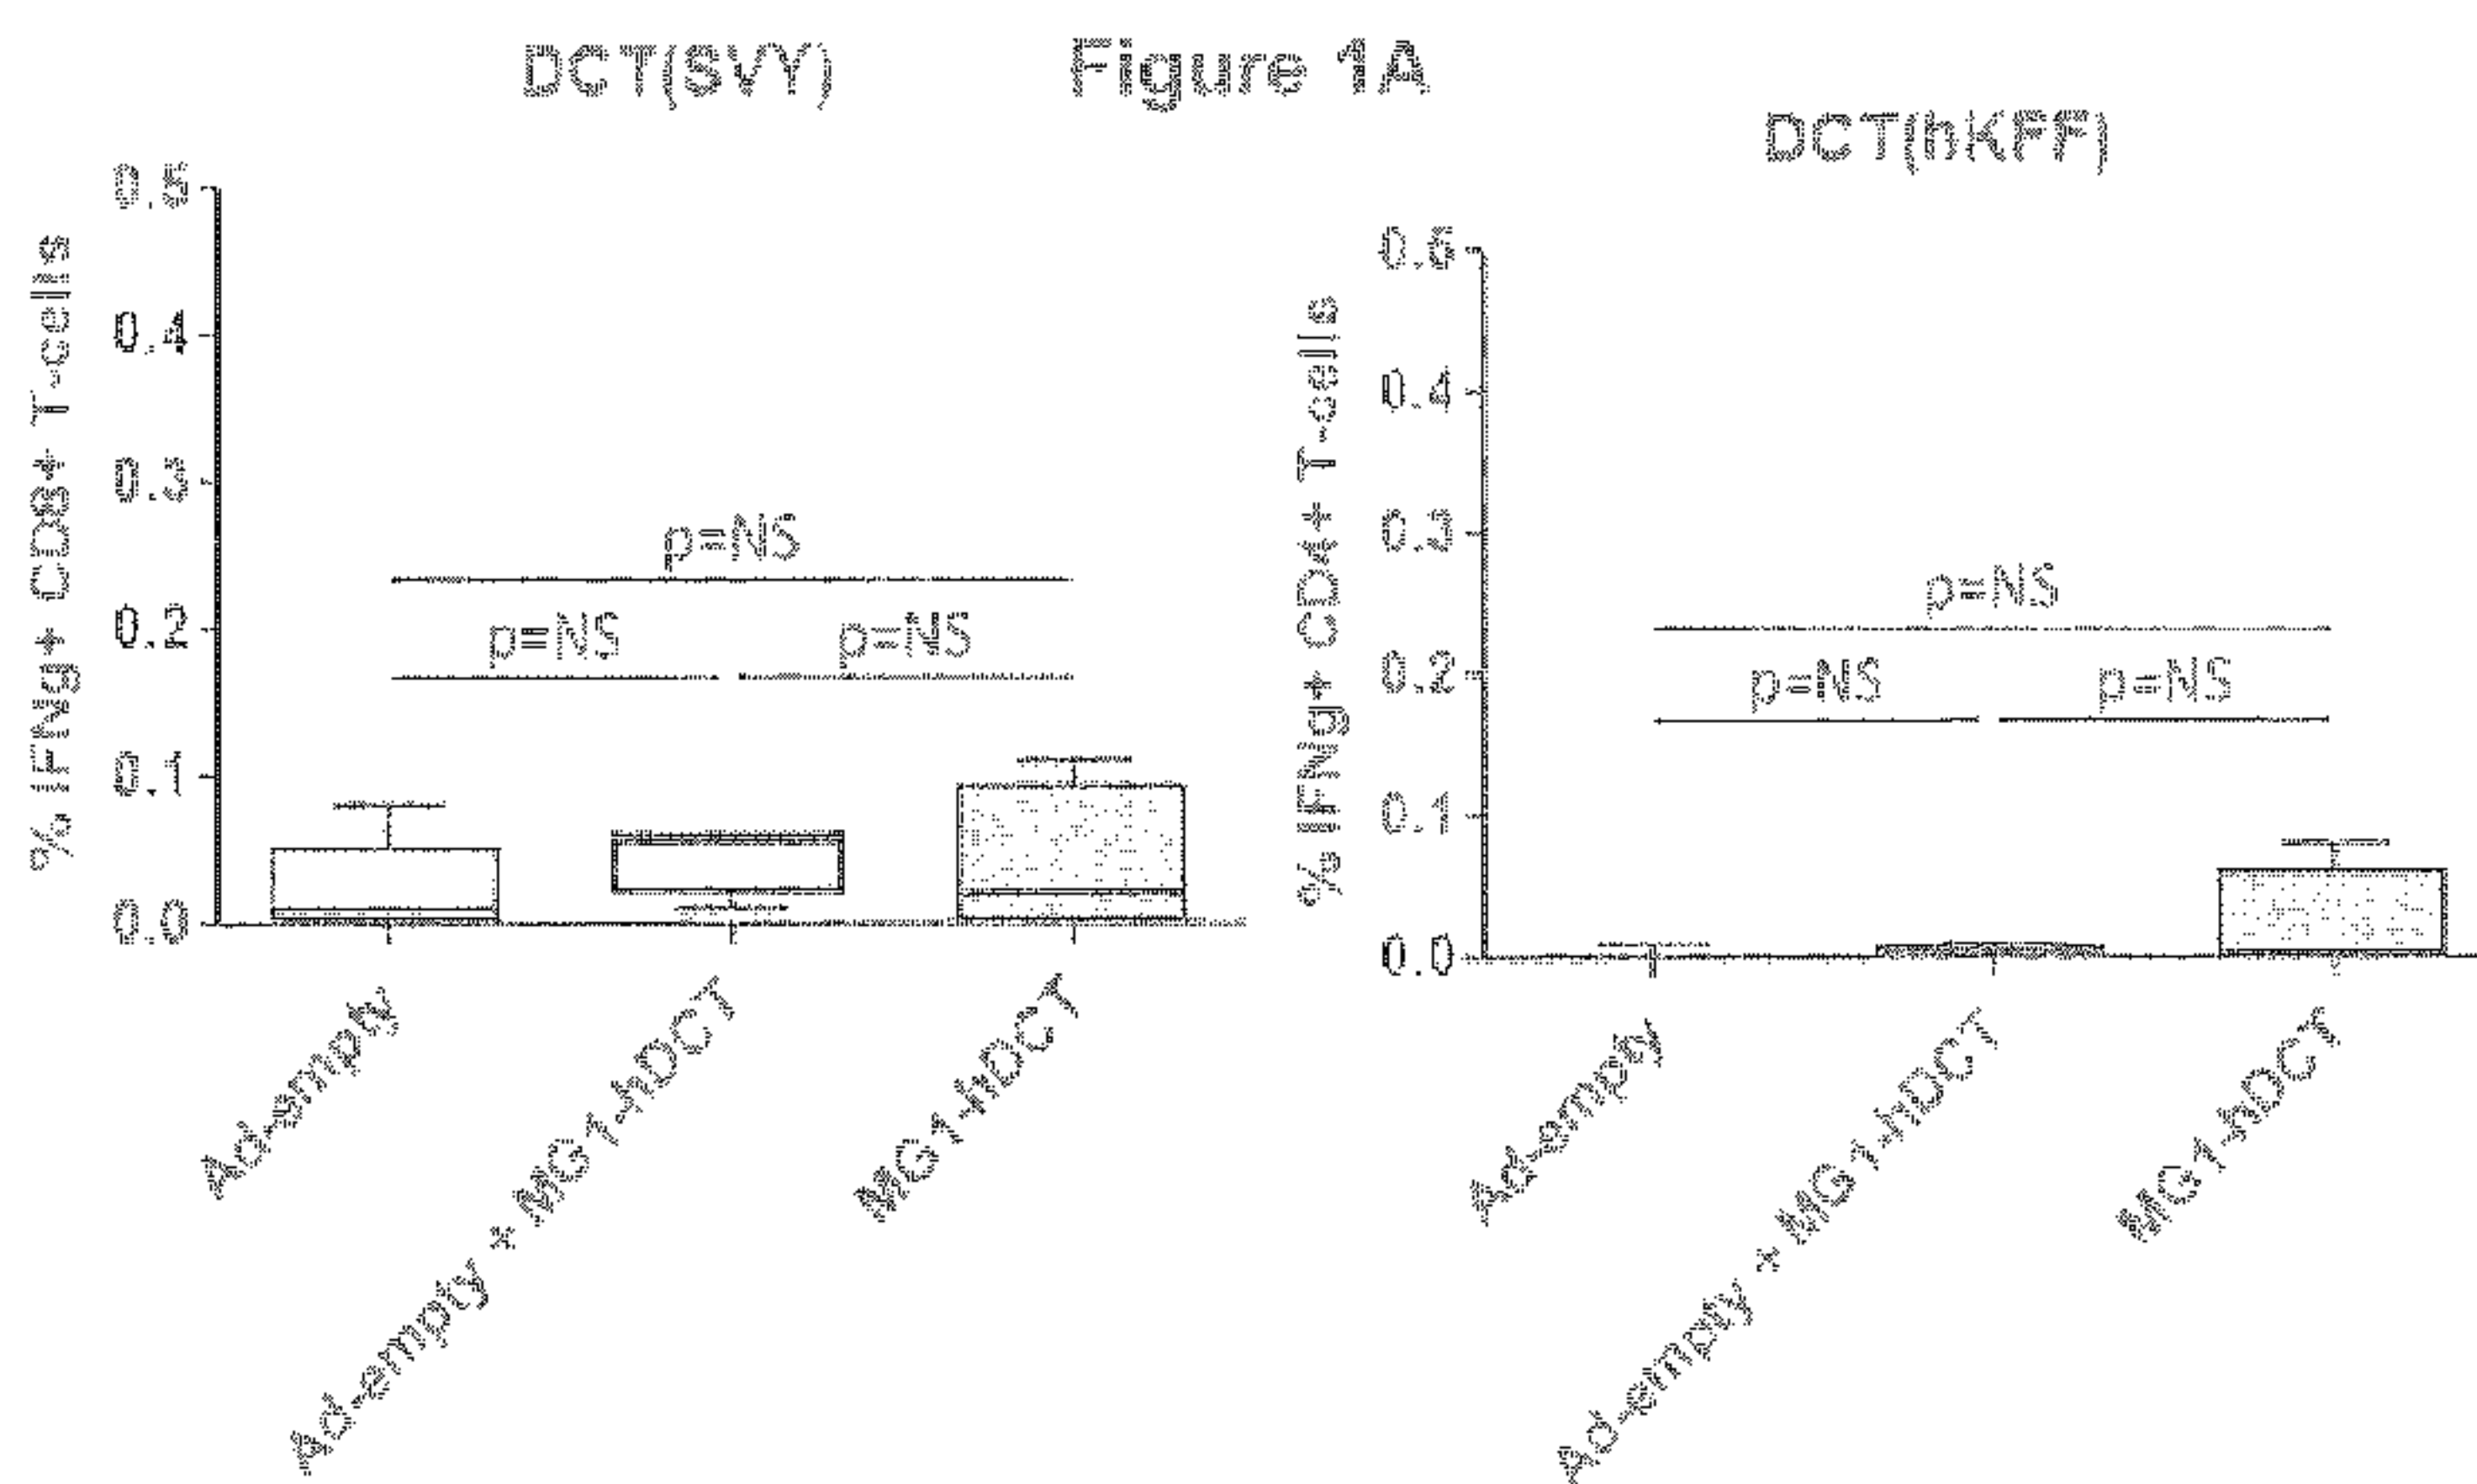 DCT(SVY)
Figure 1A
% IFNg+ CD8+ T-cells
0.5
0.4
0.3
0.2
0.1
0.0
p=NS
p=NS
p=NS
Ad-empty
Ad-empty + MG1-hDCT
MG1-hDCT
DCT(hKFF)
% IFNg+ CD4+ T-cells
0.5
0.4
0.3
0.2
0.1
0.0
p=NS
p=NS
p=NS
Ad-empty
Ad-empty + MG1-hDCT
MG1-hDCT